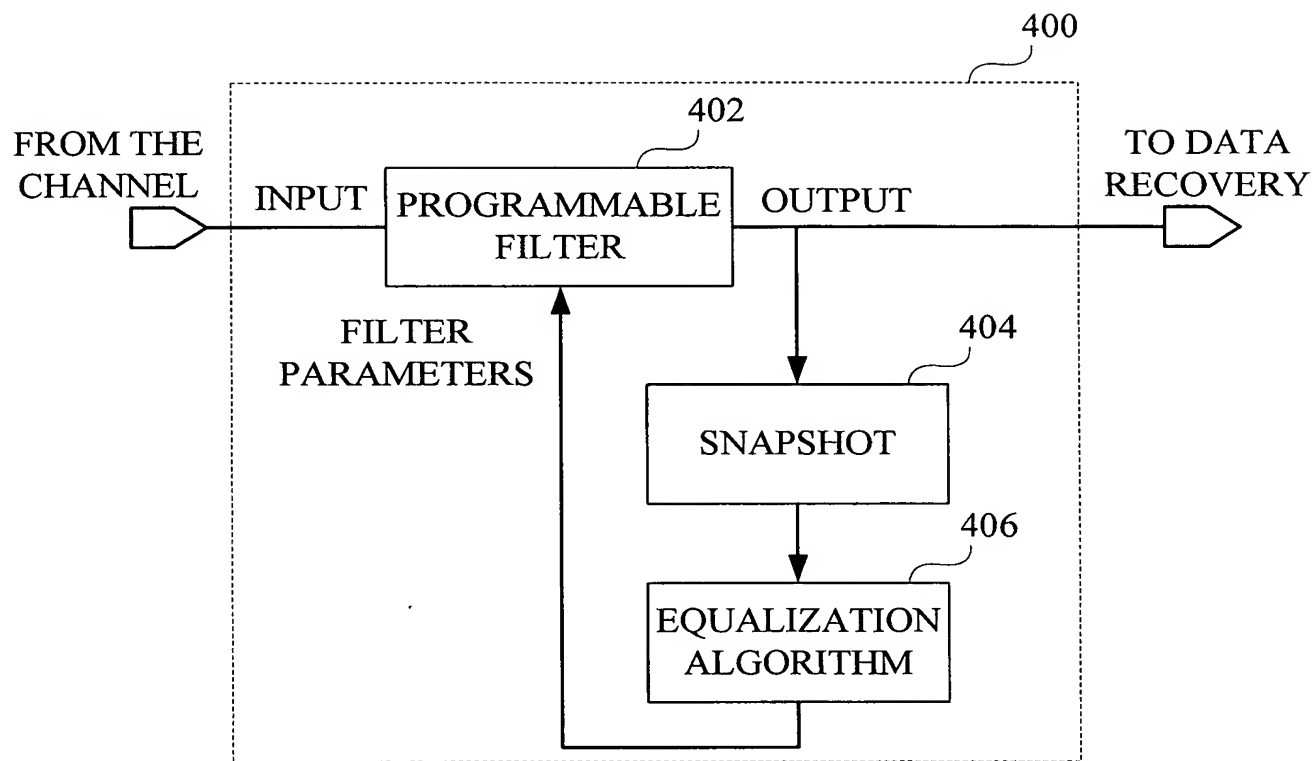 400
402
FROM THE
CHANNEL
TO DATA
RECOVERY
INPUT
PROGRAMMABLE
FILTER
OUTPUT
FILTER
PARAMETERS
404
SNAPSHOT
406
EQUALIZATION
ALGORITHM